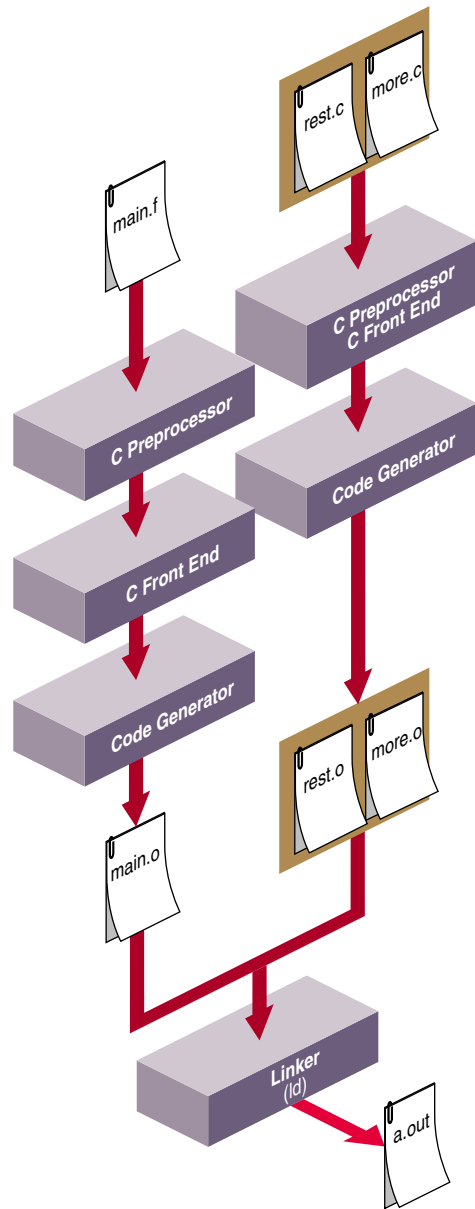 rest.c
more.c
main.f
C Preprocessor
C Front End
C Preprocessor
Code Generator
C Front End
Code Generator
rest.o
more.o
main.o
Linker
(ld)
a.out